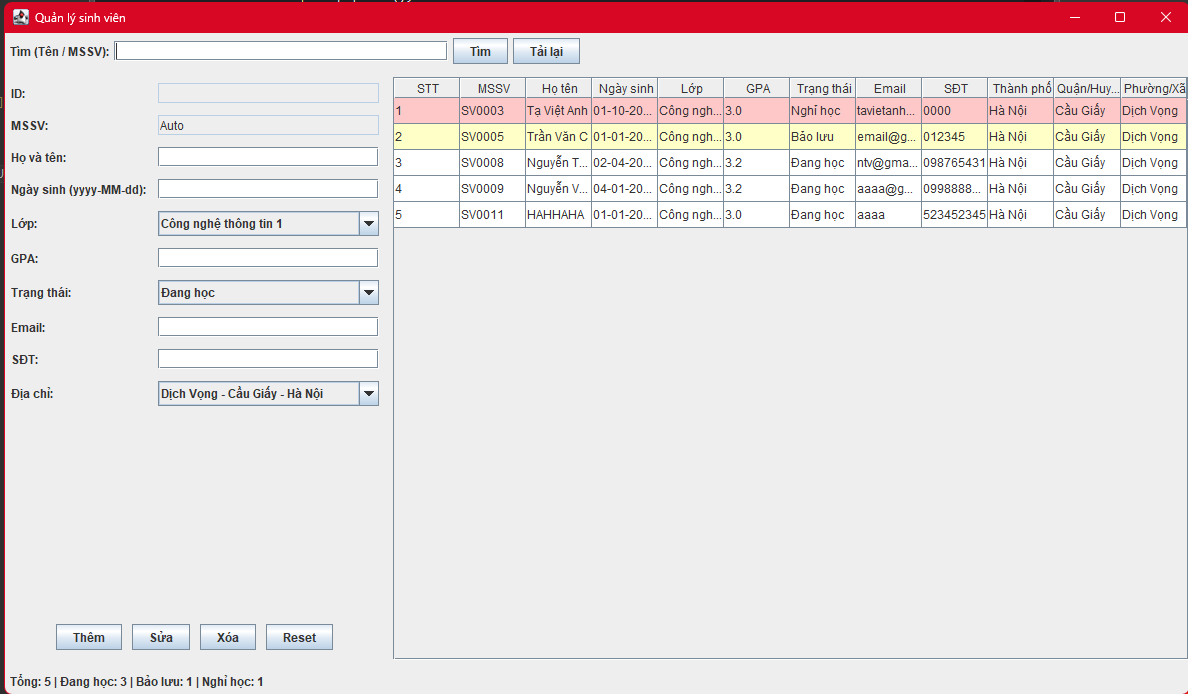 Quản lý sinh viên
Tìm (Tên / MSSV): Tìm Tải lại
ID:
MSSV: Auto
Họ và tên:
Ngày sinh (yyyy-MM-dd):
Lớp: Công nghệ thông tin 1
GPA:
Trạng thái: Đang học
Email:
SĐT:
Địa chỉ: Dịch Vọng - Cầu Giấy - Hà Nội
STT MSSV Họ tên Ngày sinh Lớp GPA Trạng thái Email SĐT Thành phố Quận/Huy... Phường/Xã
1 SV0003 Tạ Việt Anh 01-10-20... Công ngh... 3.0 Nghỉ học tavietanh... 0000 Hà Nội Cầu Giấy Dịch Vọng
2 SV0005 Trần Văn C 01-01-20... Công ngh... 3.0 Bảo lưu email@g... 012345 Hà Nội Cầu Giấy Dịch Vọng
3 SV0008 Nguyễn T... 02-04-20... Công ngh... 3.2 Đang học ntv@gma... 098765431 Hà Nội Cầu Giấy Dịch Vọng
4 SV0009 Nguyễn V... 04-01-20... Công ngh... 3.2 Đang học aaaa@g... 0998888... Hà Nội Cầu Giấy Dịch Vọng
5 SV0011 HAHHAHA 01-01-20... Công ngh... 3.0 Đang học aaaa 523452345 Hà Nội Cầu Giấy Dịch Vọng
Thêm Sửa Xóa Reset
Tổng: 5 | Đang học: 3 | Bảo lưu: 1 | Nghỉ học: 1